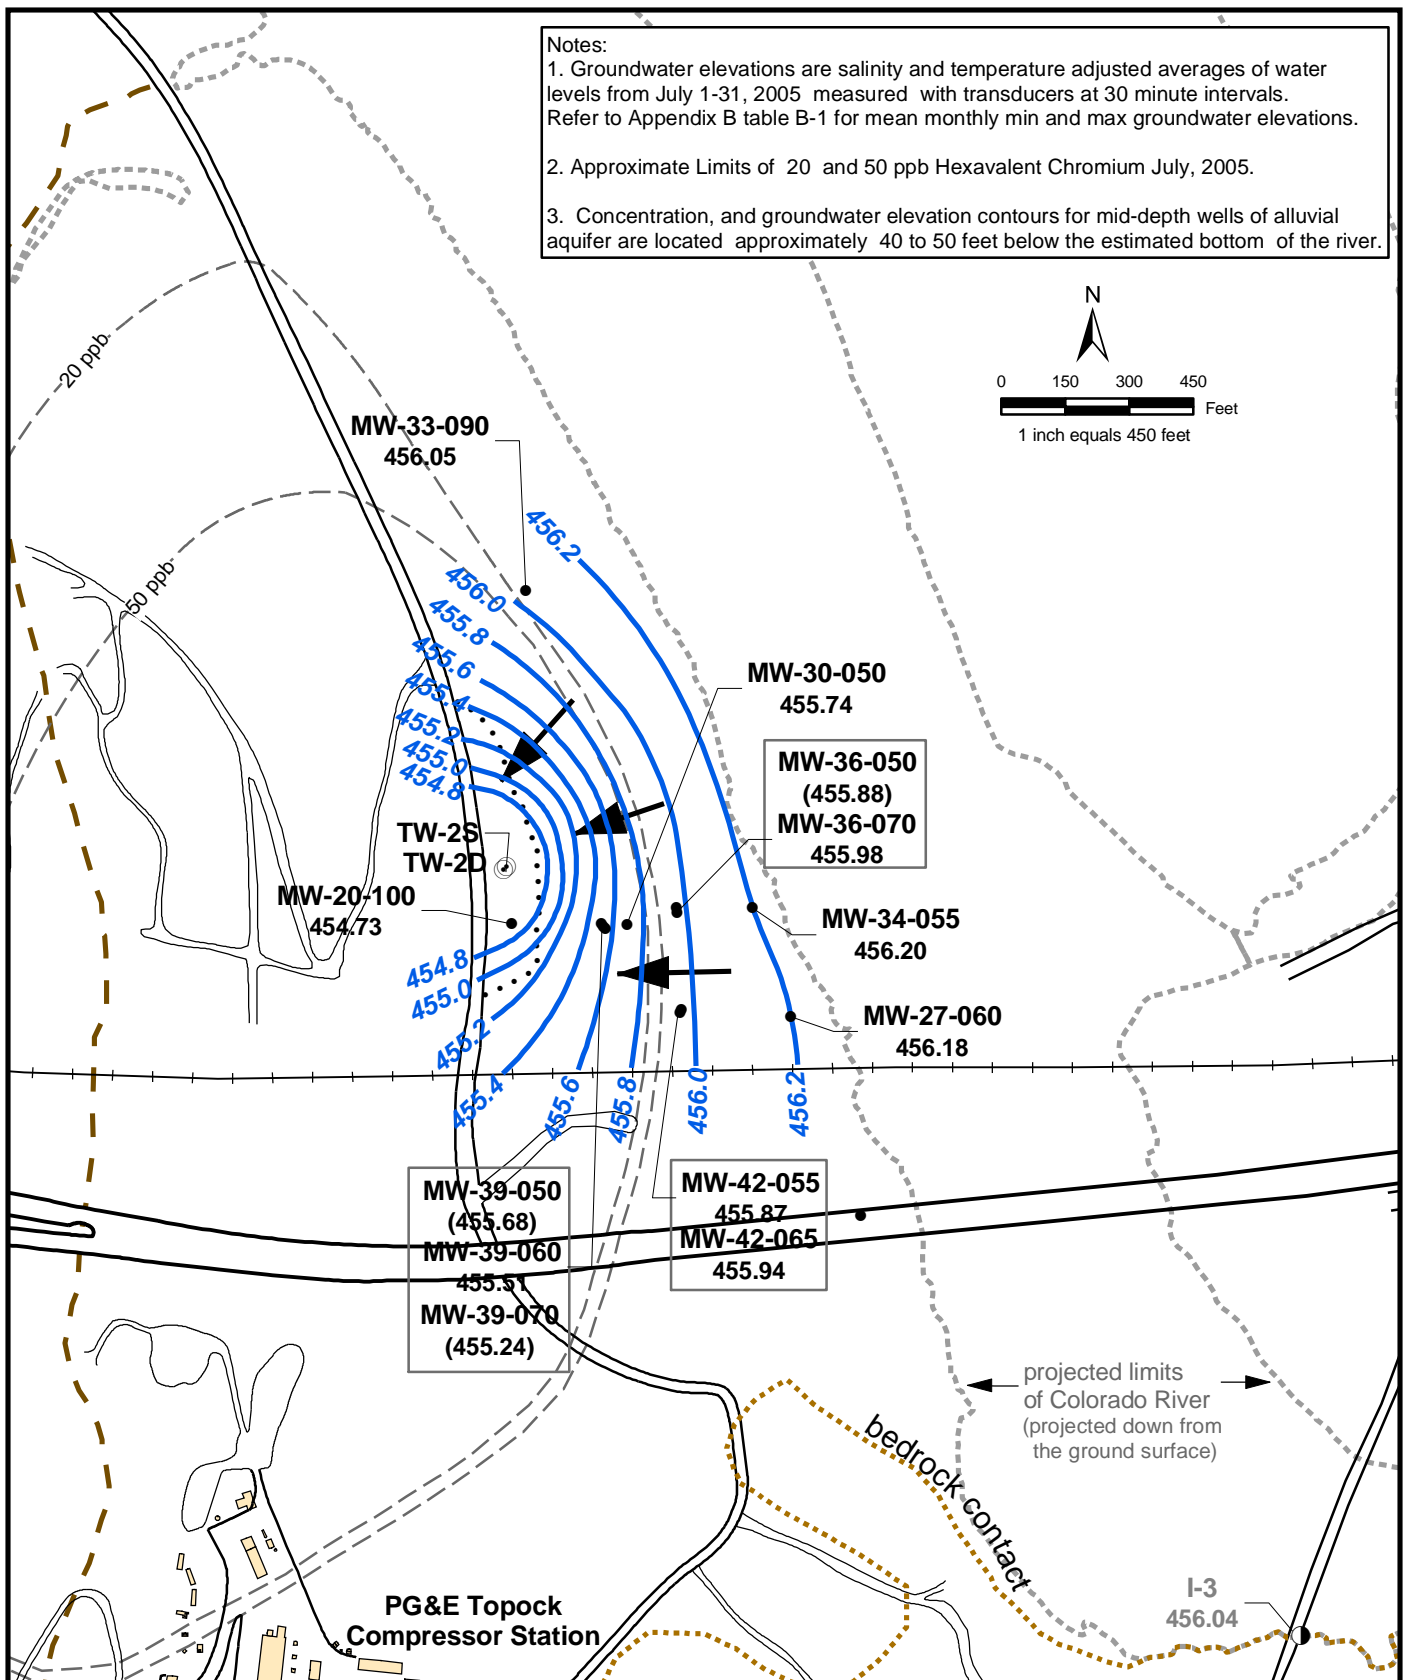 Notes:
1. Groundwater elevations are salinity and temperature adjusted averages of water
levels from July 1-31, 2005 measured with transducers at 30 minute intervals.
Refer to Appendix B table B-1 for mean monthly min and max groundwater elevations.
2. Approximate Limits of 20 and 50 ppb Hexavalent Chromium July, 2005.
3. Concentration, and groundwater elevation contours for mid-depth wells of alluvial
aquifer are located approximately 40 to 50 feet below the estimated bottom of the river.
N
0 150 300 450
Feet
1 inch equals 450 feet
20 ppb
50 ppb
MW-33-090
456.05
456.2
456.0
455.8
455.6
455.4
455.2
455.0
454.8
MW-30-050
455.74
MW-36-050
(455.88)
MW-36-070
455.98
TW-2S
TW-2D
MW-20-100
454.73
MW-34-055
456.20
MW-27-060
456.18
454.8
455.0
455.2
455.4
455.6
455.8
456.0
456.2
MW-39-050
(455.68)
MW-39-060
455.51
MW-39-070
(455.24)
MW-42-055
455.87
MW-42-065
455.94
projected limits
of Colorado River
(projected down from
the ground surface)
bedrock contact
I-3
456.04
PG&E Topock
Compressor Station